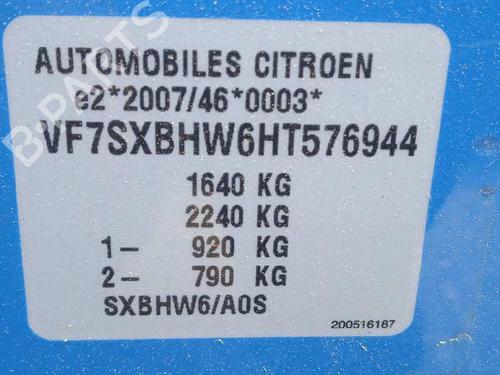 AUTOMOBILES CITROEN
e2*2007/46*0003*
VF7SXBHW6HT576944
1640 KG
2240 KG
1- 920 KG
2- 790 KG
SXBHW6/A0S
200516187
B-PARTS